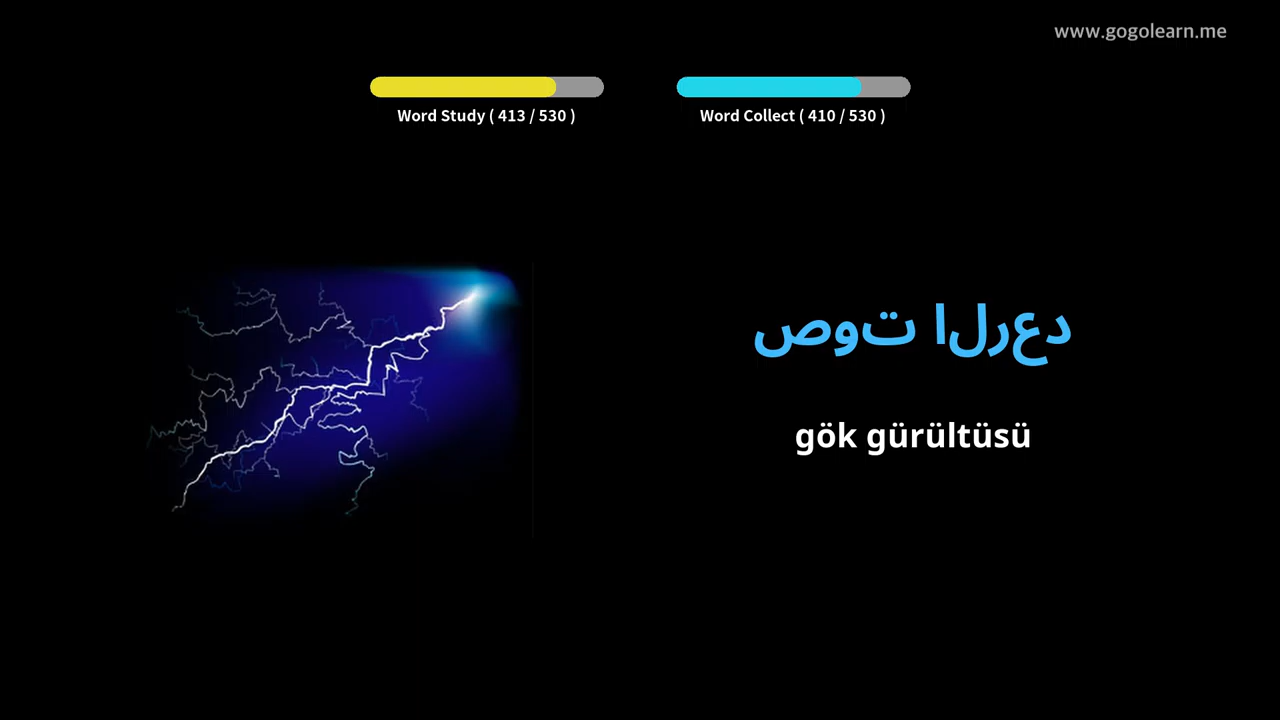 www.gogolearn.me
Word Study ( 413 / 530 )
Word Collect ( 410 / 530 )
صوت الرعد
gök gürültüsü